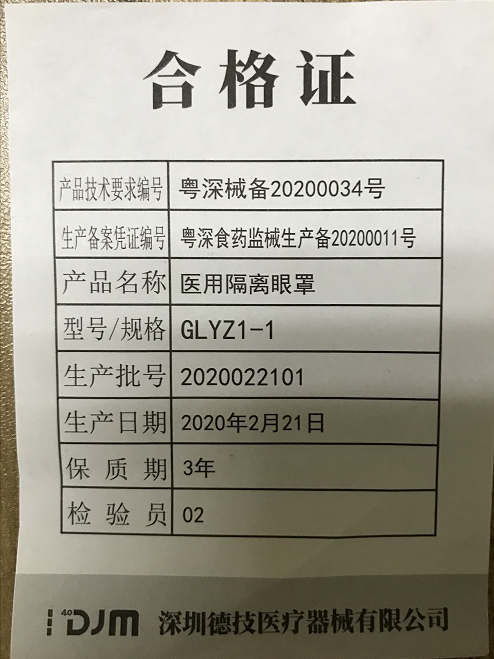 合格证
产品技术要求编号 粤深械备20200034号
生产备案凭证编号 粤深食药监械生产备20200011号
产品名称 医用隔离眼罩
型号/规格 GLYZ1-1
生产批号 2020022101
生产日期 2020年2月21日
保质期 3年
检验员 02
40 DJM 深圳德技医疗器械有限公司